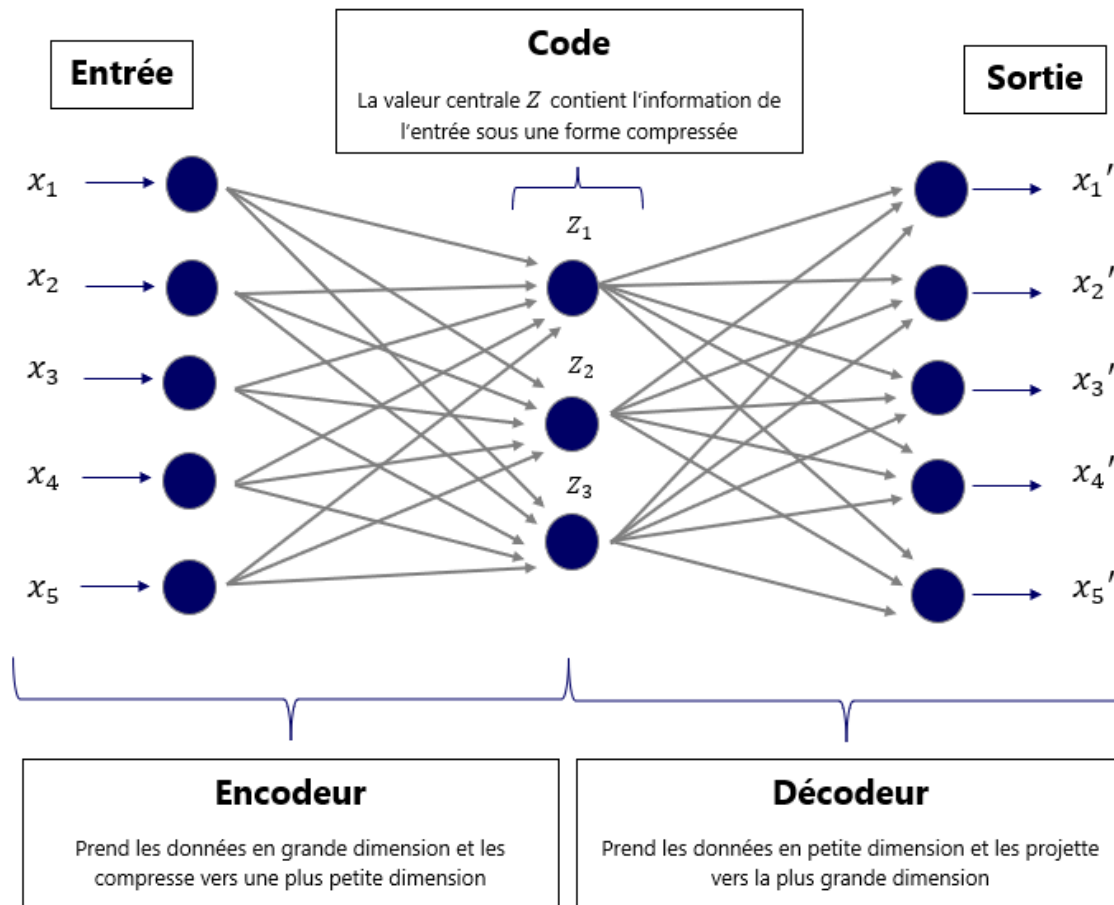 Entrée
Code
La valeur centrale Z contient l'information de
l'entrée sous une forme compressée
Sortie
x₁
x₂
x₃
x₄
x₅
Z₁
Z₂
Z₃
x₁′
x₂′
x₃′
x₄′
x₅′
Encodeur
Prend les données en grande dimension et les
compresse vers une plus petite dimension
Décodeur
Prend les données en petite dimension et les projette
vers la plus grande dimension